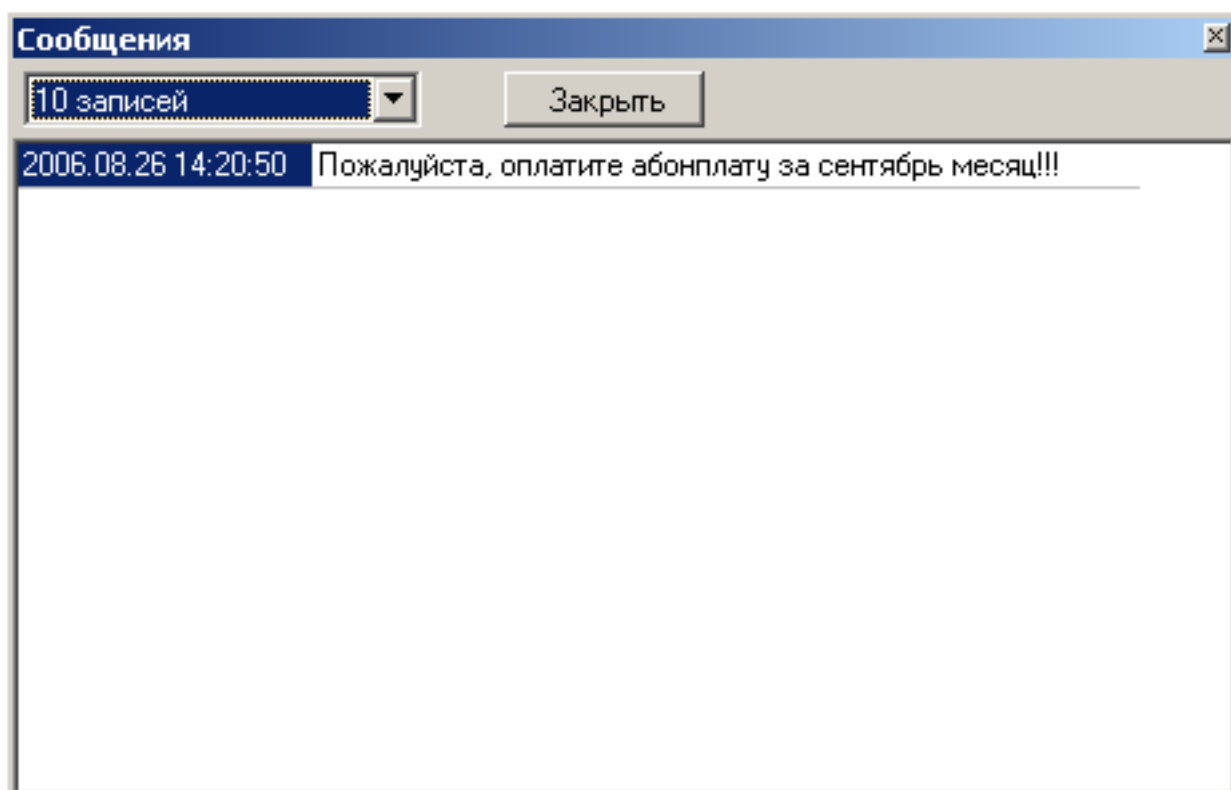 Сообщения
10 записей
Закрыть
2006.08.26 14:20:50 Пожалуйста, оплатите абонплату за сентябрь месяц!!!